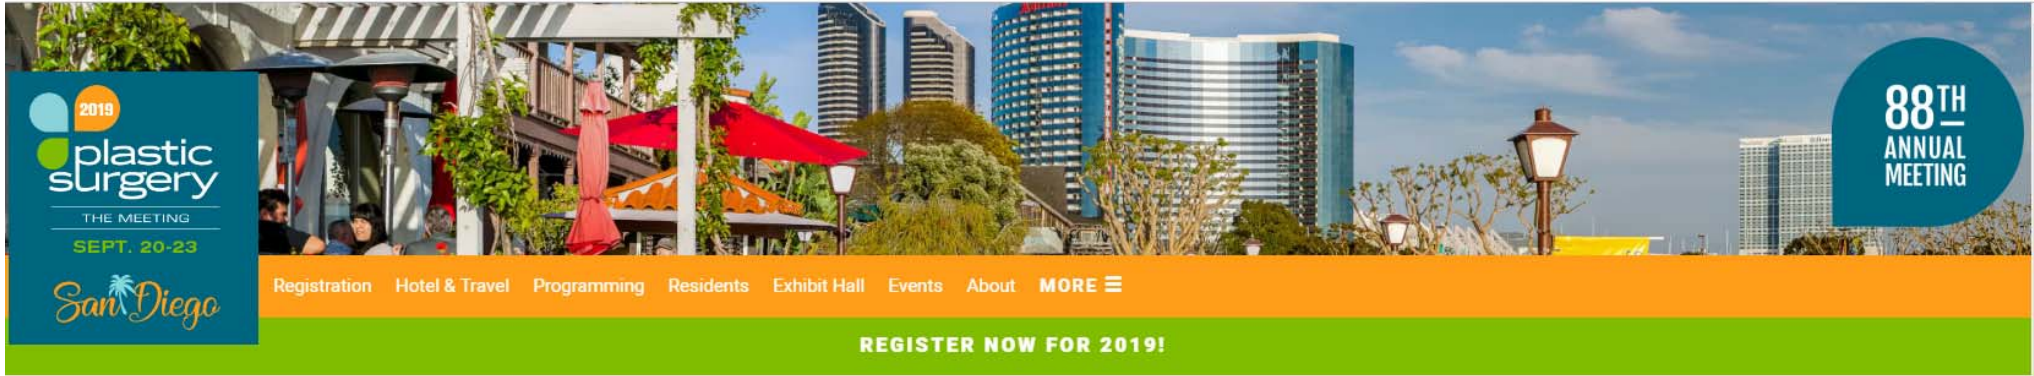 2019
plastic
surgery
THE MEETING
SEPT. 20-23
San Diego
88TH
ANNUAL
MEETING
Registration Hotel & Travel Programming Residents Exhibit Hall Events About MORE
REGISTER NOW FOR 2019!